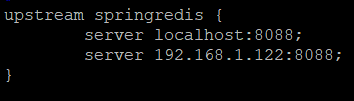 upstream springredis {
        server localhost:8088;
        server 192.168.1.122:8088;
}